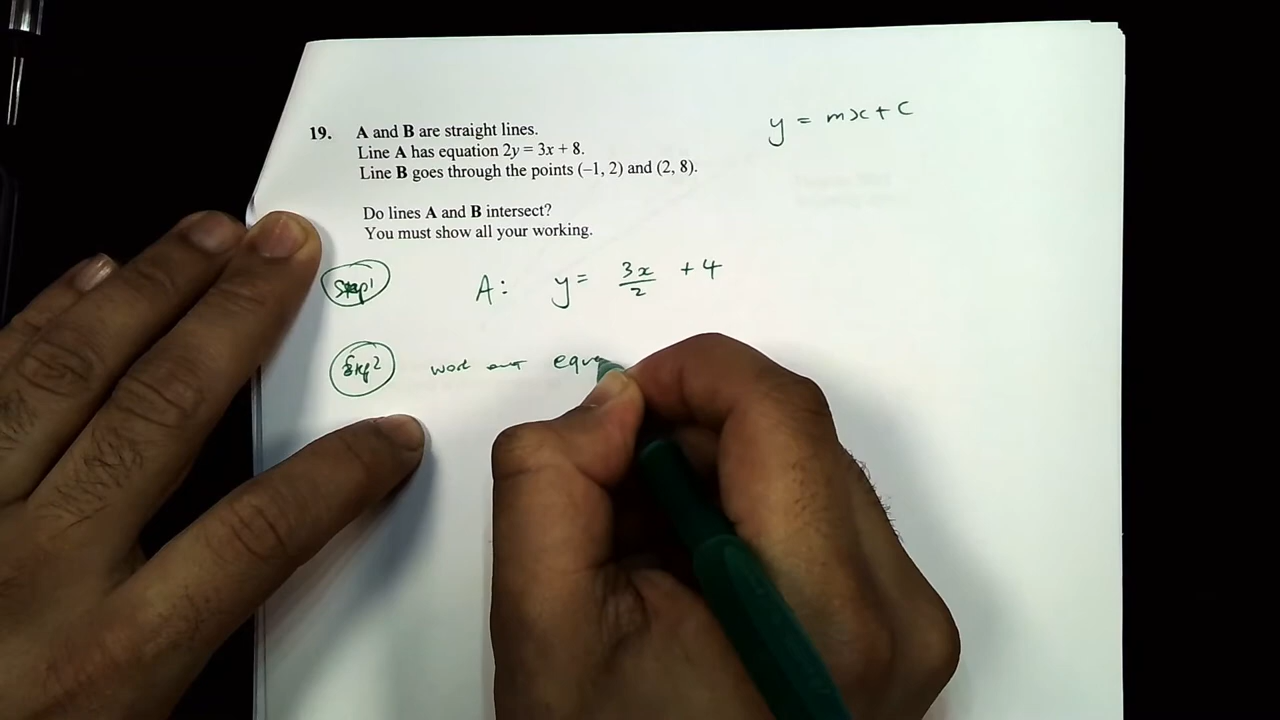 y = mx + c
19. A and B are straight lines.
Line A has equation 2y = 3x + 8.
Line B goes through the points (−1, 2) and (2, 8).
Do lines A and B intersect?
You must show all your working.
Step 1 A: y = 3x/2 + 4
Step 2 work out equa